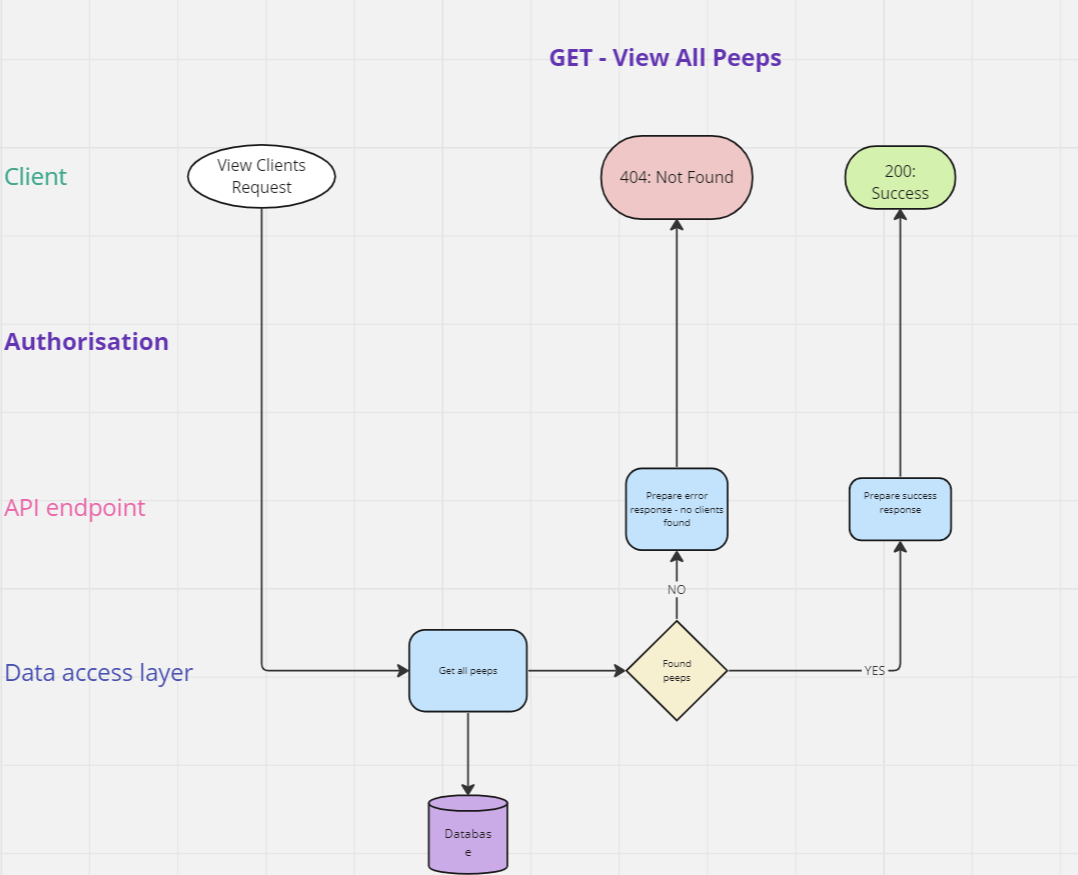 GET - View All Peeps
Client
View Clients
Request
404: Not Found
200:
Success
Authorisation
API endpoint
Prepare error
response - no clients
found
Prepare success
response
NO
Data access layer
Get all peeps
Found
peeps
YES
Databas
e